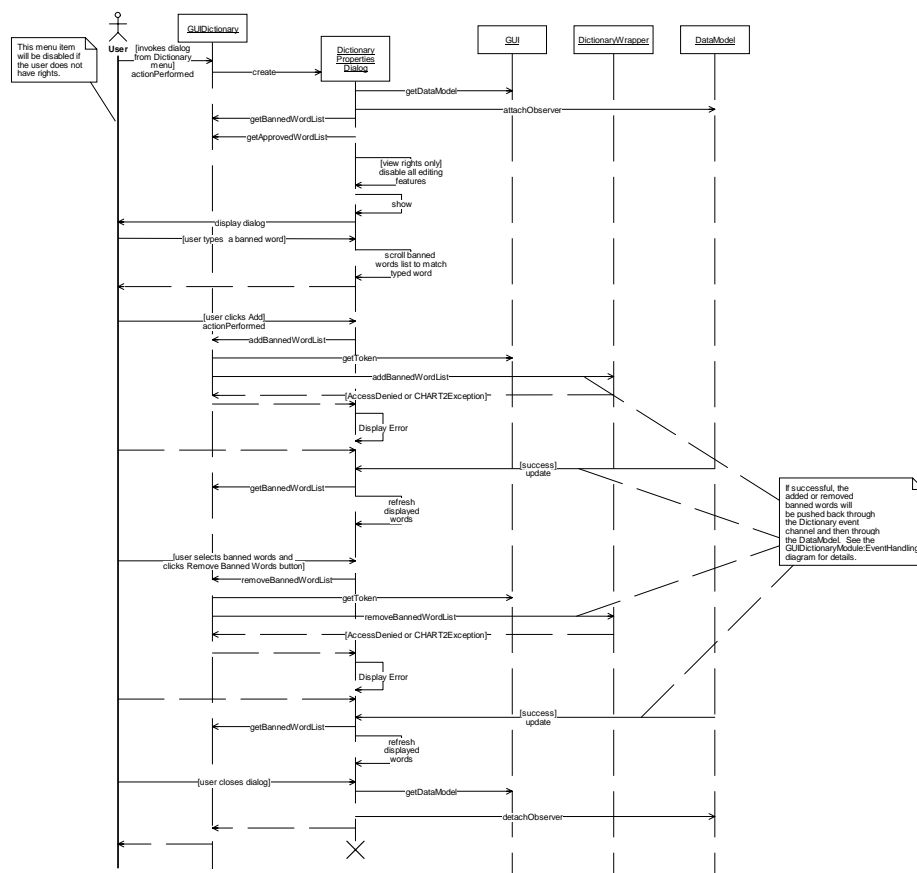 GUIDictionary
Dictionary
Properties
Dialog
GUI
DictionaryWrapper
DataModel
User
This menu item
will be disabled if
the user does not
have rights.
[invokes dialog
from Dictionary
menu]
actionPerformed
create
getDataModel
attachObserver
getBannedWordList
getApprovedWordList
[view rights only]
disable all editing
features
show
display dialog
[user types a banned word]
scroll banned
words list to match
typed word
[user clicks Add]
actionPerformed
addBannedWordList
getToken
addBannedWordList
[AccessDenied or CHART2Exception]
Display Error
[success]
update
getBannedWordList
refresh
displayed
words
If successful, the
added or removed
banned words will
be pushed back through
the Dictionary event
channel and then through
the DataModel. See the
GUIDictionaryModule:EventHandling
diagram for details.
[user selects banned words and
clicks Remove Banned Words button]
removeBannedWordList
getToken
removeBannedWordList
[AccessDenied or CHART2Exception]
Display Error
[success]
update
getBannedWordList
refresh
displayed
words
[user closes dialog]
getDataModel
detachObserver